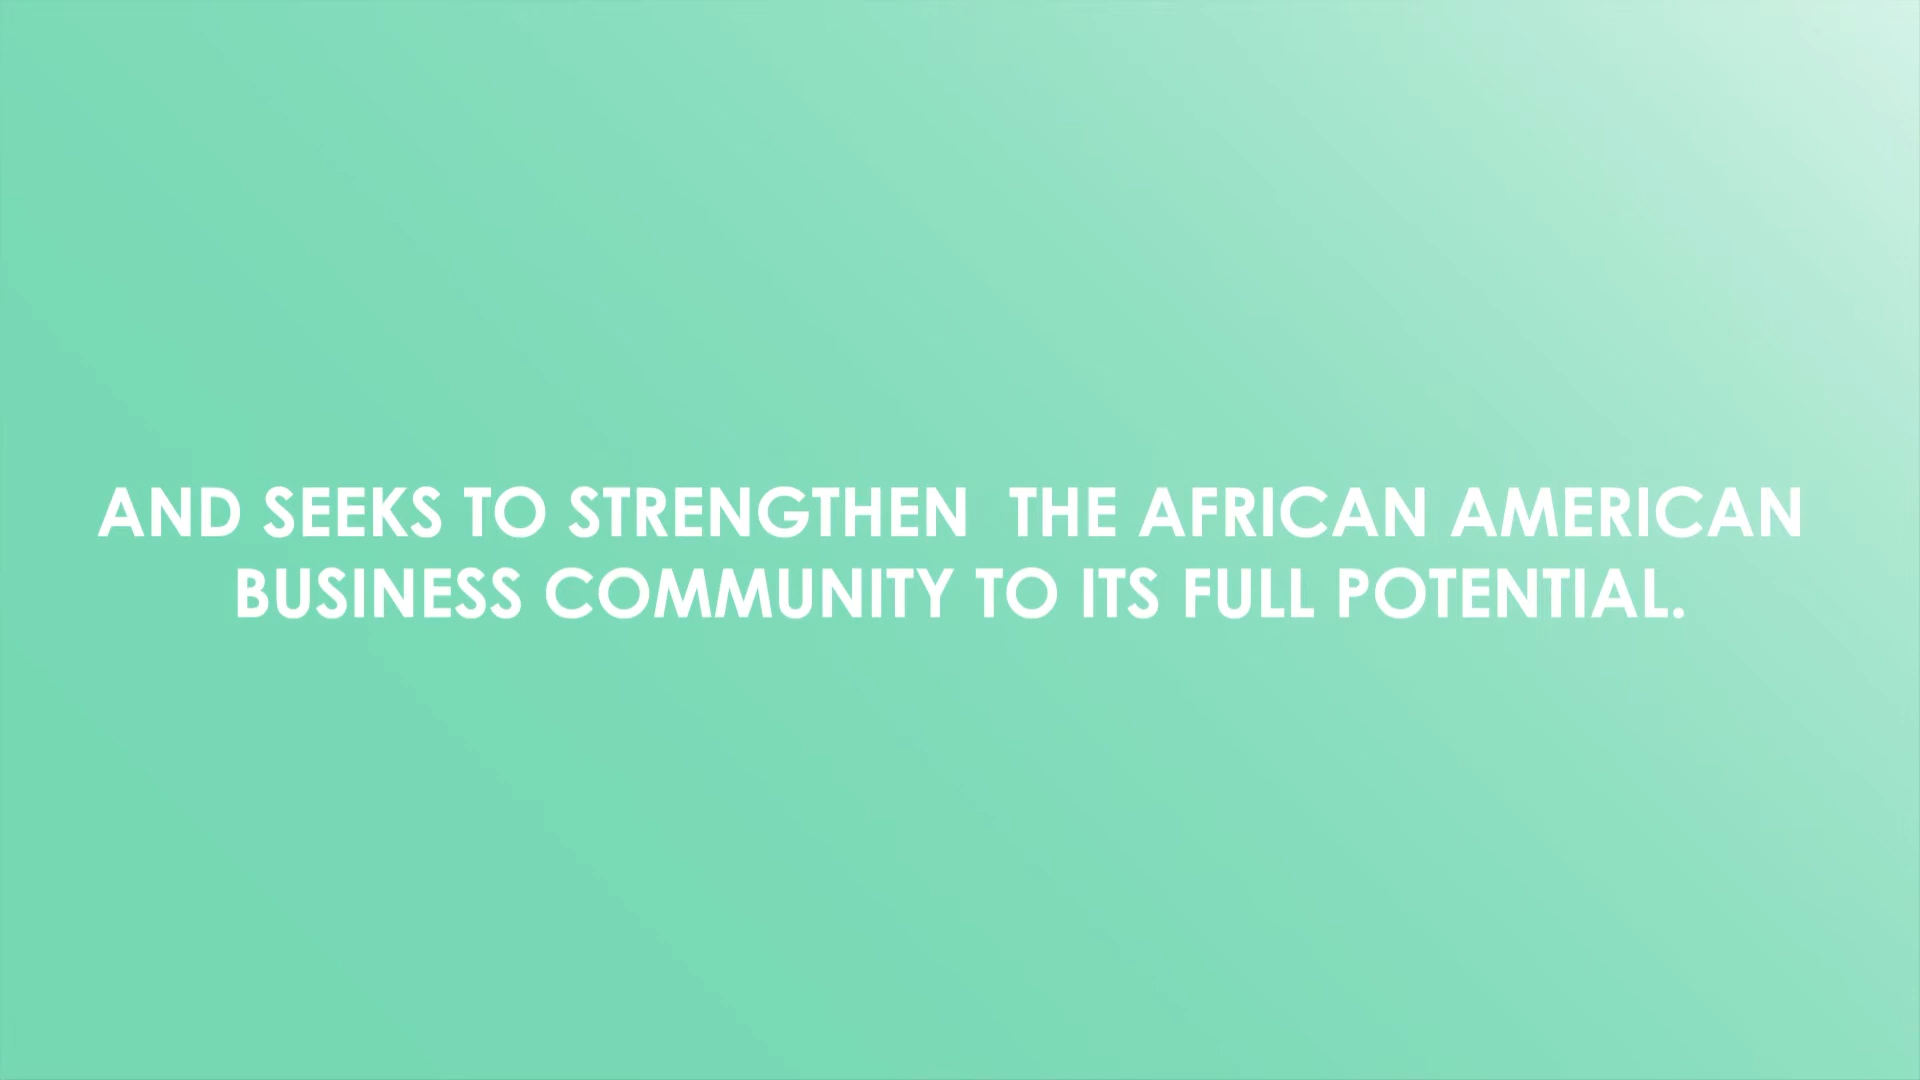 AND SEEKS TO STRENGTHEN  THE AFRICAN AMERICAN
BUSINESS COMMUNITY TO ITS FULL POTENTIAL.